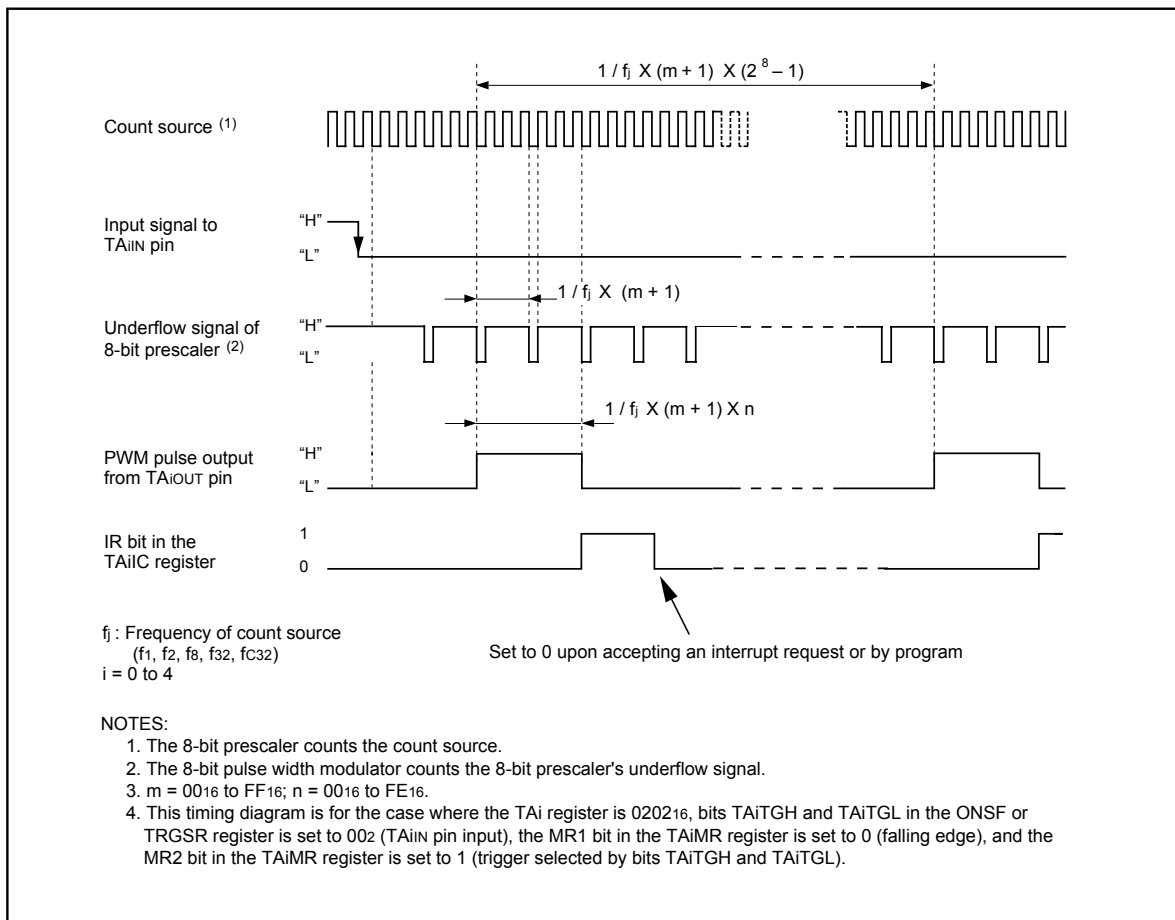 1 / fj X (m + 1) X (2 8 – 1)
Count source (1)
Input signal to
TAiIN pin
“H”
“L”
1 / fj X (m + 1)
Underflow signal of
8-bit prescaler (2)
“H”
“L”
1 / fj X (m + 1) X n
PWM pulse output
from TAiOUT pin
“H”
“L”
IR bit in the
TAiIC register
1
0
fj : Frequency of count source
(f1, f2, f8, f32, fC32)
i = 0 to 4
Set to 0 upon accepting an interrupt request or by program
NOTES:
1. The 8-bit prescaler counts the count source.
2. The 8-bit pulse width modulator counts the 8-bit prescaler's underflow signal.
3. m = 0016 to FF16; n = 0016 to FE16.
4. This timing diagram is for the case where the TAi register is 020216, bits TAiTGH and TAiTGL in the ONSF or
TRGSR register is set to 002 (TAiIN pin input), the MR1 bit in the TAiMR register is set to 0 (falling edge), and the
MR2 bit in the TAiMR register is set to 1 (trigger selected by bits TAiTGH and TAiTGL).